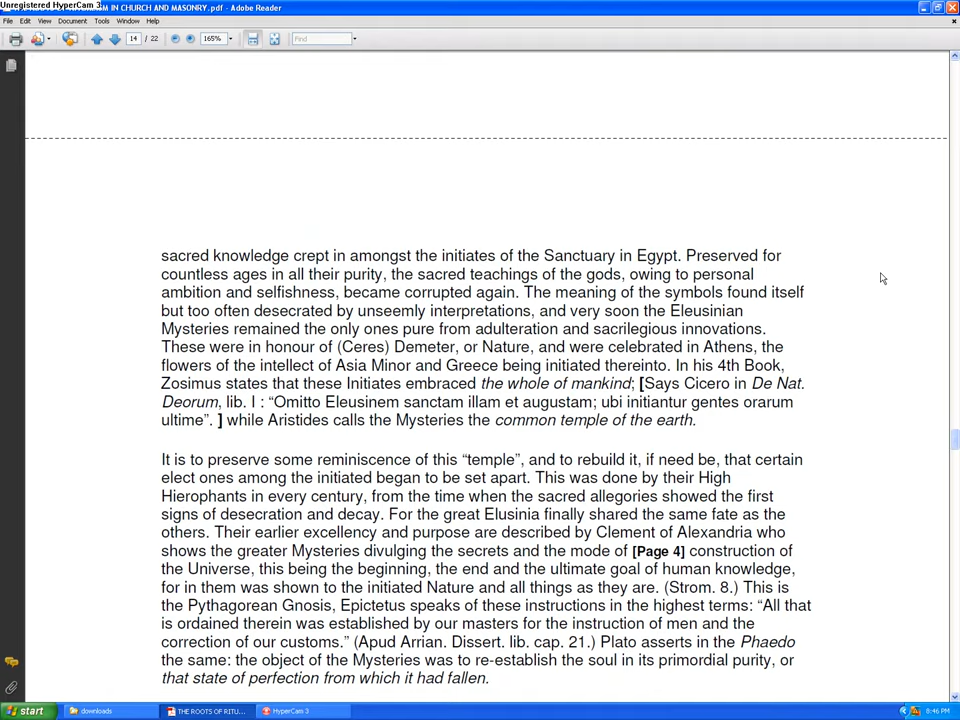 Unregistered HyperCam 3
M IN CHURCH AND MASONRY.pdf - Adobe Reader
File Edit View Document Tools Window Help
14 / 22 165% Find
sacred knowledge crept in amongst the initiates of the Sanctuary in Egypt. Preserved for
countless ages in all their purity, the sacred teachings of the gods, owing to personal
ambition and selfishness, became corrupted again. The meaning of the symbols found itself
but too often desecrated by unseemly interpretations, and very soon the Eleusinian
Mysteries remained the only ones pure from adulteration and sacrilegious innovations.
These were in honour of (Ceres) Demeter, or Nature, and were celebrated in Athens, the
flowers of the intellect of Asia Minor and Greece being initiated thereinto. In his 4th Book,
Zosimus states that these Initiates embraced the whole of mankind; [Says Cicero in De Nat.
Deorum, lib. I : “Omitto Eleusinem sanctam illam et augustam; ubi initiantur gentes orarum
ultime”. ] while Aristides calls the Mysteries the common temple of the earth.
It is to preserve some reminiscence of this “temple”, and to rebuild it, if need be, that certain
elect ones among the initiated began to be set apart. This was done by their High
Hierophants in every century, from the time when the sacred allegories showed the first
signs of desecration and decay. For the great Elusinia finally shared the same fate as the
others. Their earlier excellency and purpose are described by Clement of Alexandria who
shows the greater Mysteries divulging the secrets and the mode of [Page 4] construction of
the Universe, this being the beginning, the end and the ultimate goal of human knowledge,
for in them was shown to the initiated Nature and all things as they are. (Strom. 8.) This is
the Pythagorean Gnosis, Epictetus speaks of these instructions in the highest terms: “All that
is ordained therein was established by our masters for the instruction of men and the
correction of our customs.” (Apud Arrian. Dissert. lib. cap. 21.) Plato asserts in the Phaedo
the same: the object of the Mysteries was to re-establish the soul in its primordial purity, or
that state of perfection from which it had fallen.
start downloads THE ROOTS OF RITU... HyperCam 3 8:46 PM